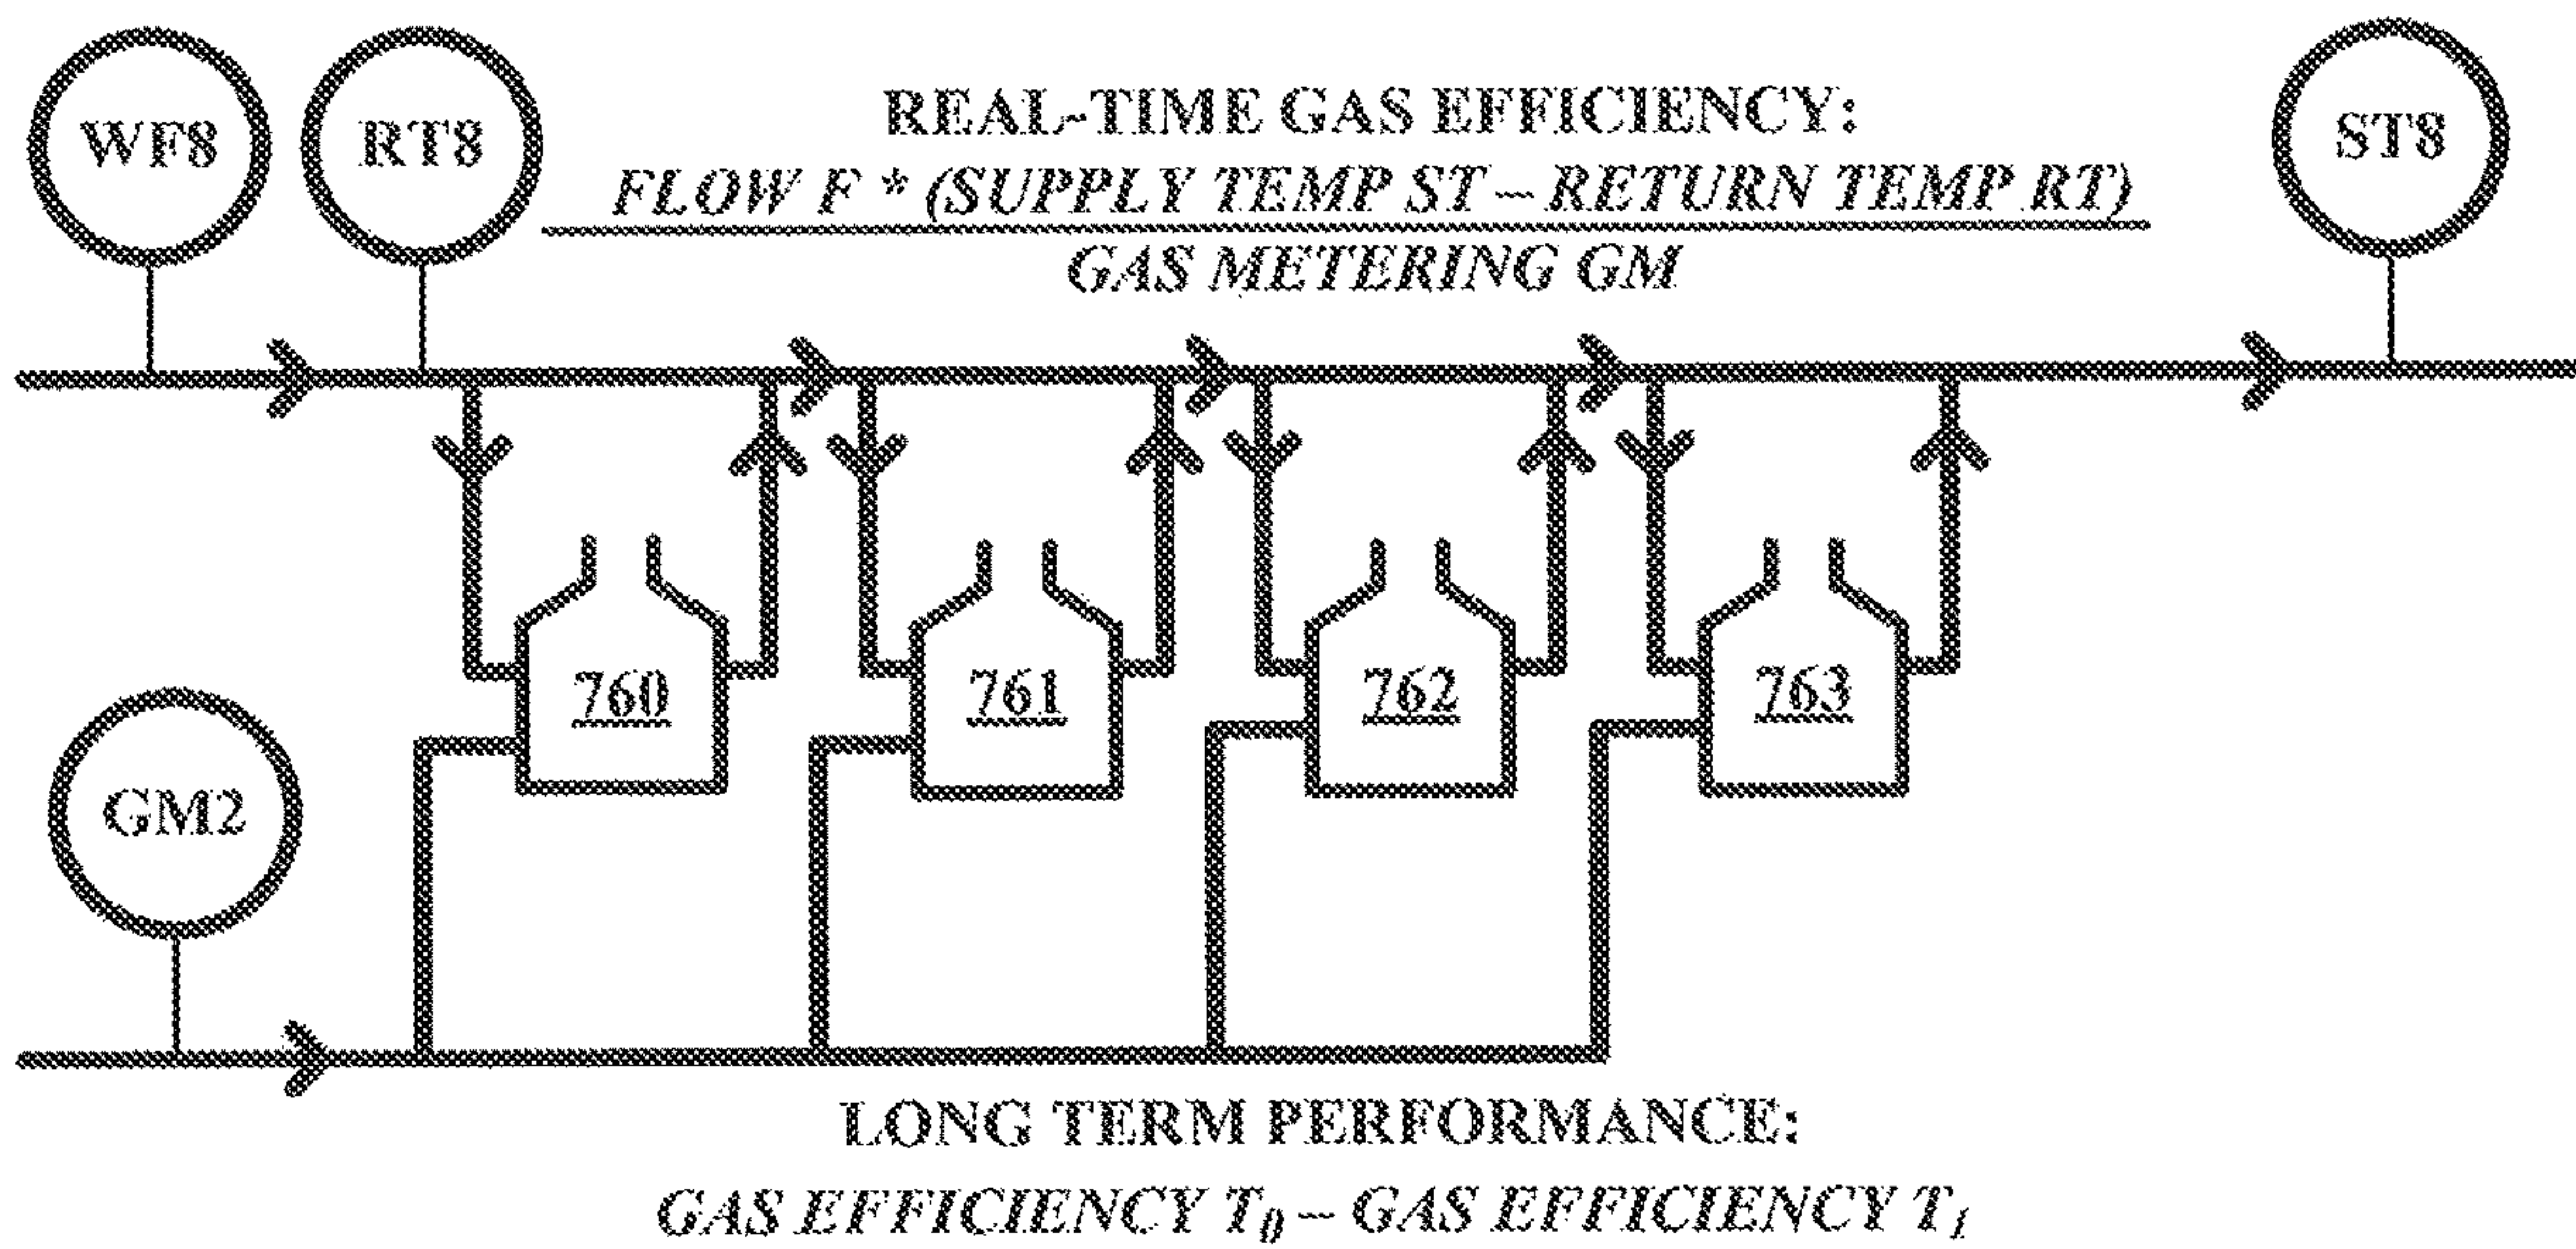 WF8
RT8
REAL-TIME GAS EFFICIENCY:
ST8
FLOW F * (SUPPLY TEMP ST – RETURN TEMP RT)
GAS METERING GM
760
761
762
763
GM2
LONG TERM PERFORMANCE:
GAS EFFICIENCY T₀ – GAS EFFICIENCY T₁